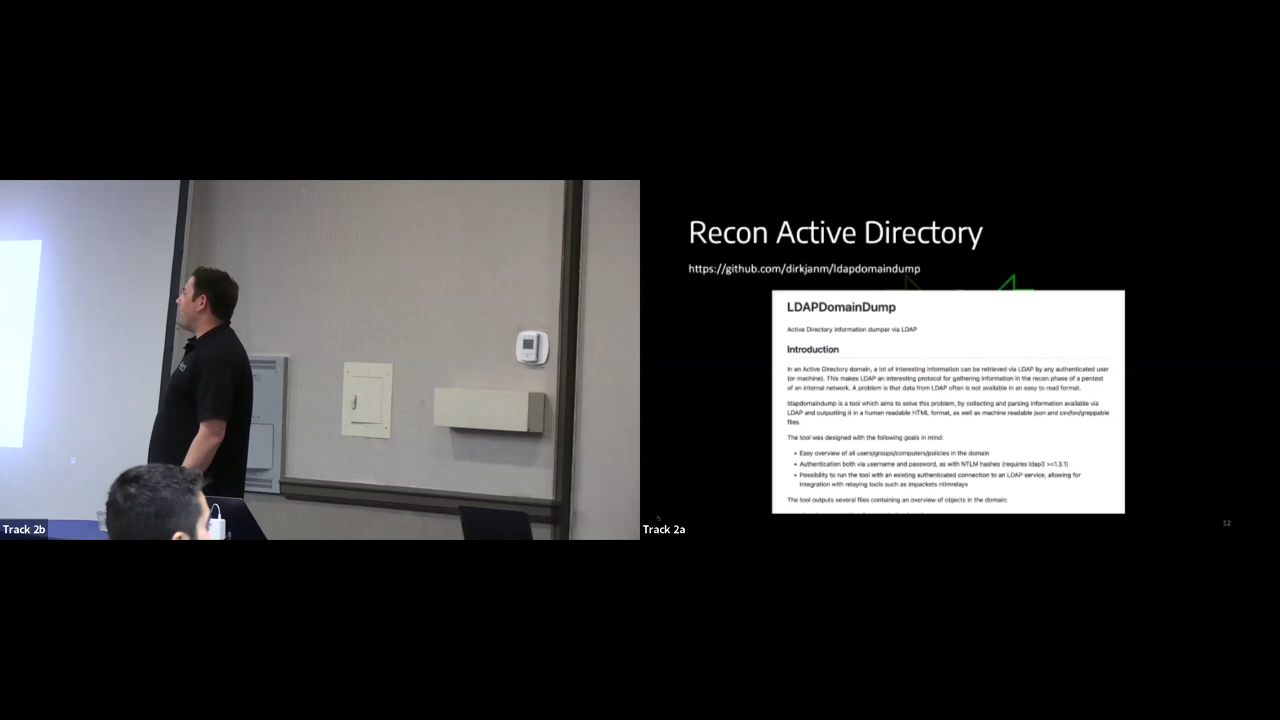 Recon Active Directory
https://github.com/dirkjanm/ldapdomaindump
LDAPDomainDump
Active Directory information dumper via LDAP
Introduction
In an Active Directory domain, a lot of interesting information can be retrieved via LDAP by any authenticated user
(or machine). This makes LDAP an interesting protocol for gathering information in the recon phase of a pentest
of an internal network. A problem is that data from LDAP often is not available in an easy to read format.
ldapdomaindump is a tool which aims to solve this problem, by collecting and parsing information available via
LDAP and outputting it in a human readable HTML format, as well as machine readable json and csv/tsv/greppable
files.
The tool was designed with the following goals in mind:
• Easy overview of all users/groups/computers/policies in the domain
• Authentication both via username and password, as with NTLM hashes (requires ldap3 >=1.3.1)
• Possibility to run the tool with an existing authenticated connection to an LDAP service, allowing for
integration with relaying tools such as impackets ntlmrelayx
The tool outputs several files containing an overview of objects in the domain:
12
Track 2b
Track 2a